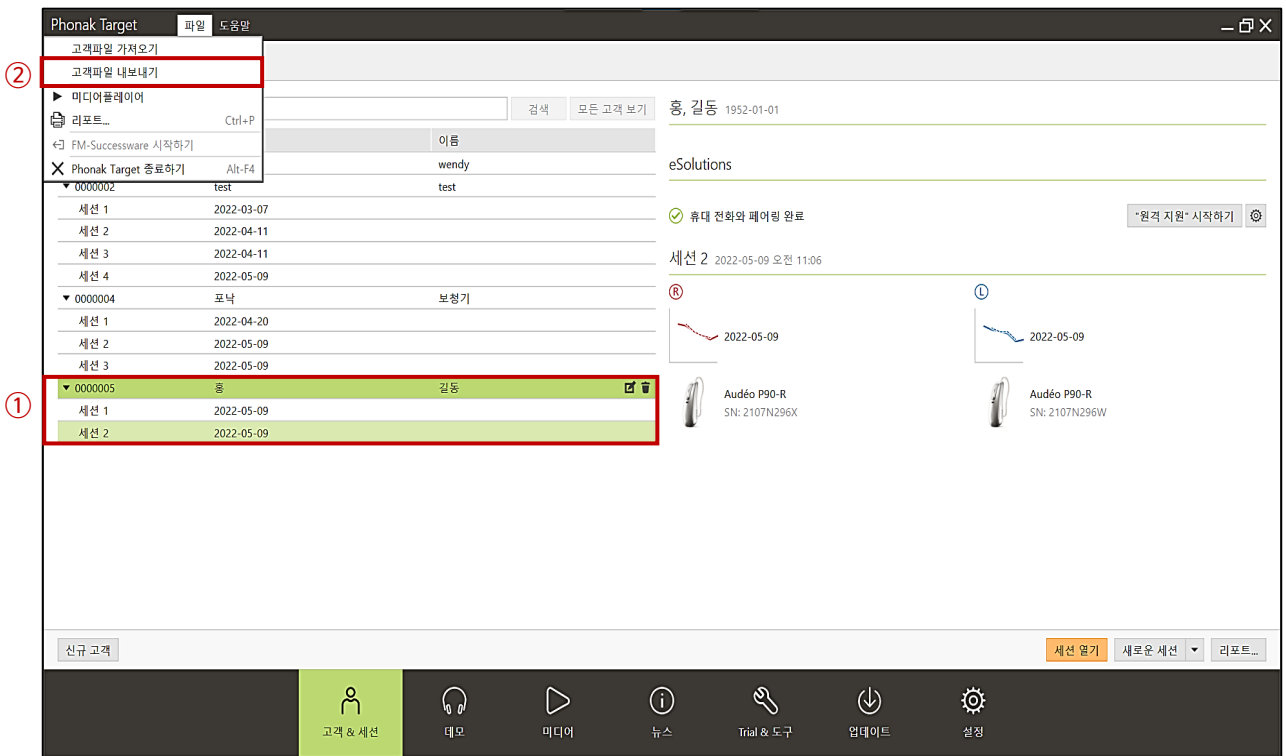 Phonak Target 파일 도움말
고객파일 가져오기
② 고객파일 내보내기
미디어플레이어
리포트... Ctrl+P
FM-Successware 시작하기
Phonak Target 종료하기 Alt-F4
검색 모든 고객 보기
이름
wendy
0000002 test test
세션 1 2022-03-07
세션 2 2022-04-11
세션 3 2022-04-11
세션 4 2022-05-09
0000004 포낙 보청기
세션 1 2022-04-20
세션 2 2022-05-09
세션 3 2022-05-09
① 0000005 홍 길동
세션 1 2022-05-09
세션 2 2022-05-09
홍, 길동 1952-01-01
eSolutions
휴대 전화와 페어링 완료 "원격 지원" 시작하기
세션 2 2022-05-09 오전 11:06
R L
2022-05-09 2022-05-09
Audéo P90-R Audéo P90-R
SN: 2107N296X SN: 2107N296W
신규 고객 세션 열기 새로운 세션 리포트...
고객 & 세션 데모 미디어 뉴스 Trial & 도구 업데이트 설정